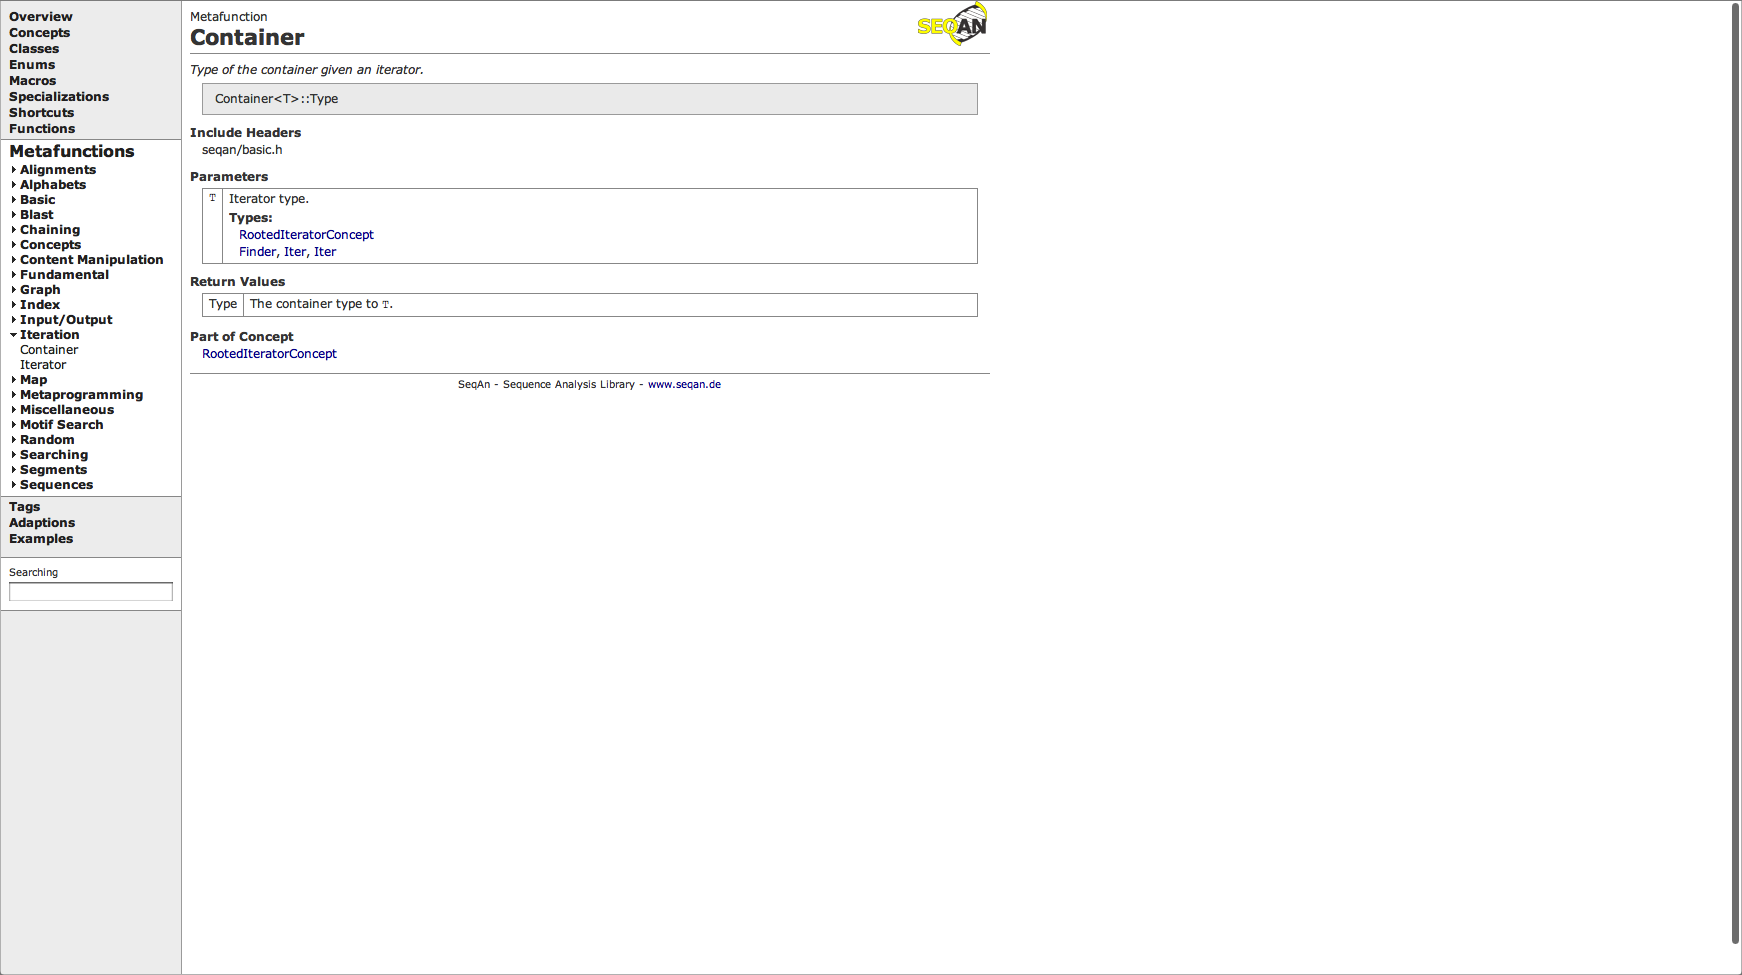 Overview
Concepts
Classes
Enums
Macros
Specializations
Shortcuts
Functions
Metafunctions
Alignments
Alphabets
Basic
Blast
Chaining
Concepts
Content Manipulation
Fundamental
Graph
Index
Input/Output
Iteration
Container
Iterator
Map
Metaprogramming
Miscellaneous
Motif Search
Random
Searching
Segments
Sequences
Tags
Adaptions
Examples
Searching
Metafunction
Container
SEQAN
Type of the container given an iterator.
Container<T>::Type
Include Headers
seqan/basic.h
Parameters
T Iterator type.
Types:
RootedIteratorConcept
Finder, Iter, Iter
Return Values
Type The container type to T.
Part of Concept
RootedIteratorConcept
SeqAn - Sequence Analysis Library - www.seqan.de